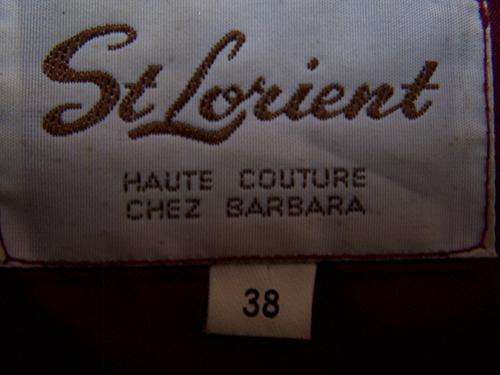 St Lorient
HAUTE COUTURE
CHEZ BARBARA
38